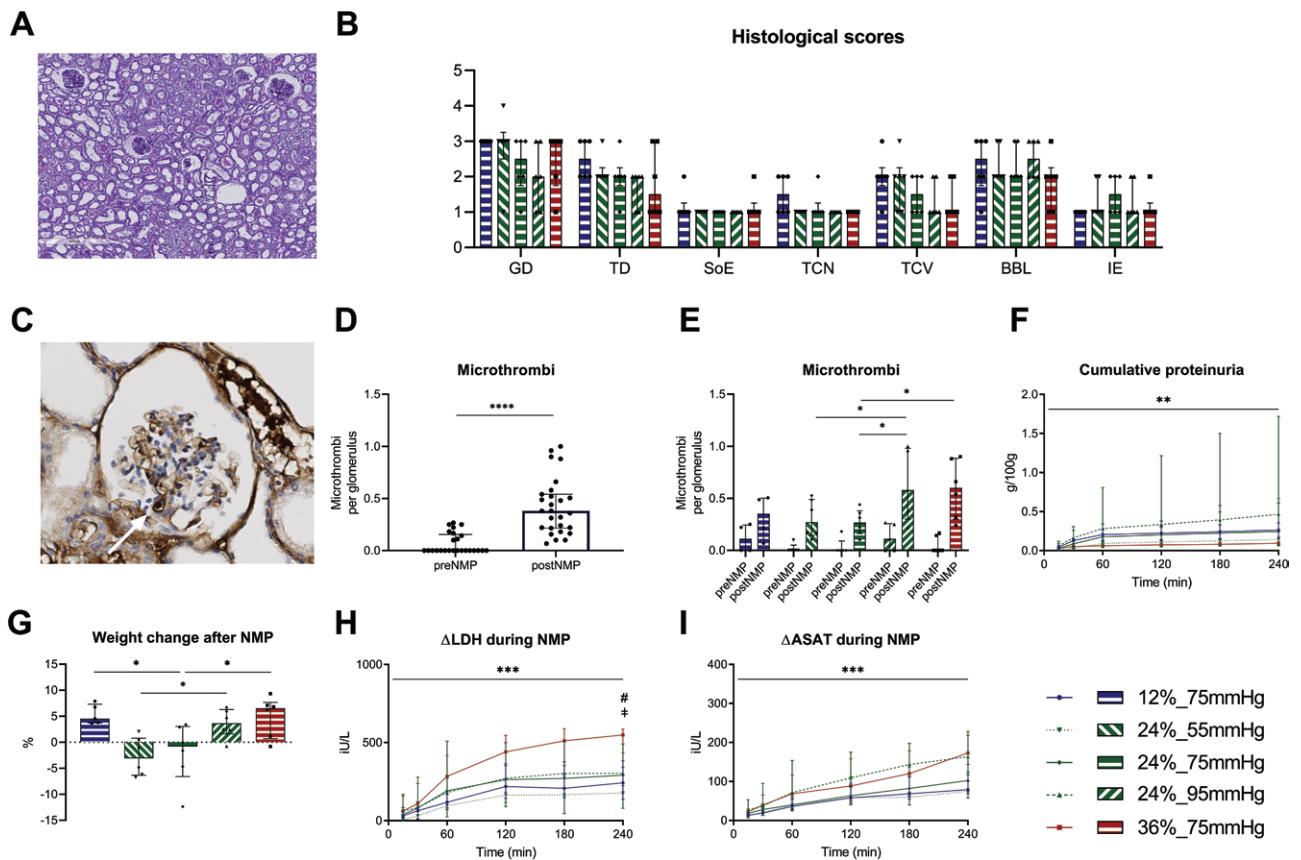 A
B
Histological scores
5
4
3
2
1
0
GD TD SoE TCN TCV BBL IE
C
D
Microthrombi
Microthrombi
per glomerulus
1.5
1.0
0.5
0.0
****
preNMP postNMP
E
Microthrombi
Microthrombi
per glomerulus
1.5
1.0
0.5
0.0
*
*
*
preNMP
postNMP
preNMP
postNMP
preNMP
postNMP
preNMP
postNMP
preNMP
postNMP
F
Cumulative proteinuria
g/100g
2.0
1.5
1.0
0.5
0.0
**
0 60 120 180 240
Time (min)
G
Weight change after NMP
%
15
10
5
0
-5
-10
-15
*
*
*
H
ΔLDH during NMP
iU/L
1000
500
0
***
#
ǂ
0 60 120 180 240
Time (min)
I
ΔASAT during NMP
iU/L
400
300
200
100
0
***
0 60 120 180 240
Time (min)
12%_75mmHg
24%_55mmHg
24%_75mmHg
24%_95mmHg
36%_75mmHg